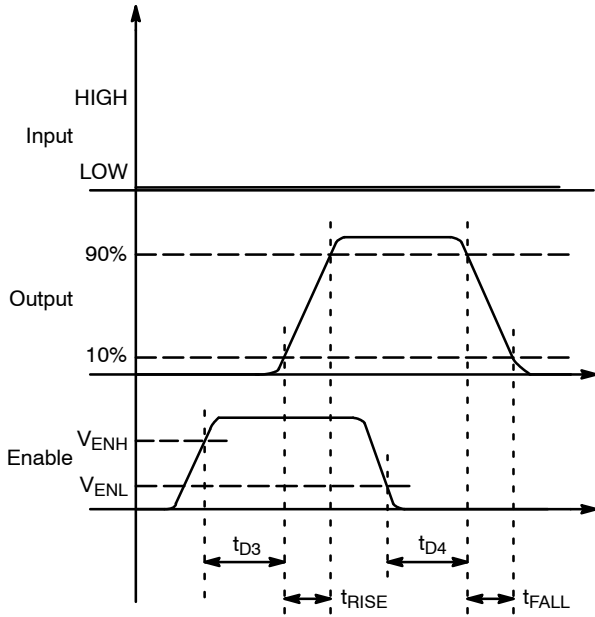 HIGH
Input
LOW
90%
Output
10%
VENH
Enable
VENL
tD3
tD4
tRISE
tFALL